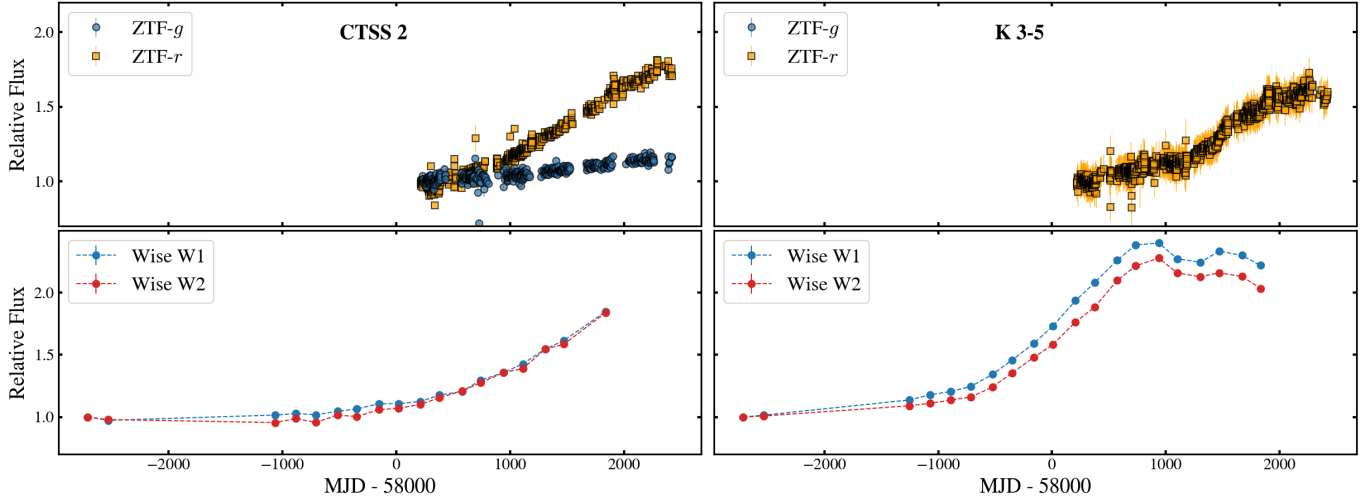 ZTF-g
ZTF-r
CTSS 2
ZTF-g
ZTF-r
K 3-5
Relative Flux
2.0
1.5
1.0
Wise W1
Wise W2
Wise W1
Wise W2
Relative Flux
2.0
1.5
1.0
−2000
−1000
0
1000
2000
−2000
−1000
0
1000
2000
MJD - 58000
MJD - 58000